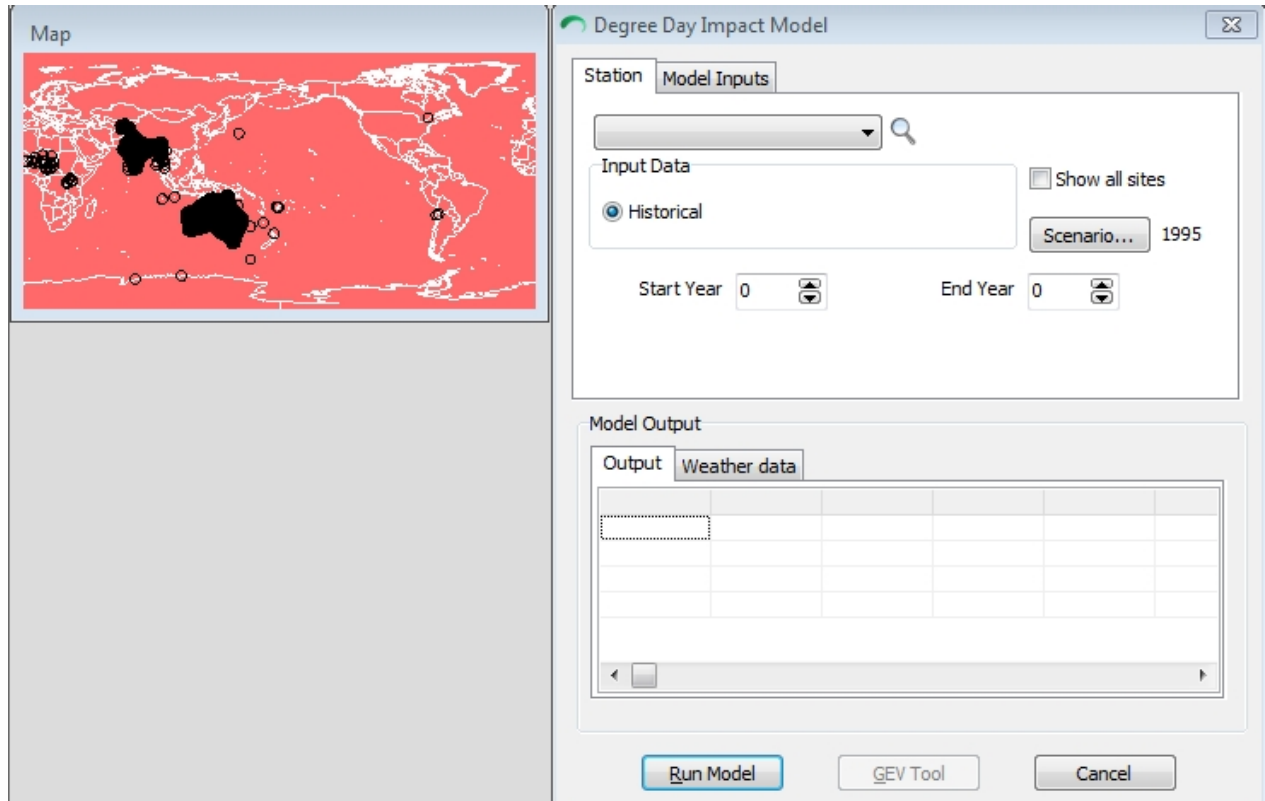 Map
Degree Day Impact Model
Station Model Inputs
Input Data
Show all sites
Historical
Scenario... 1995
Start Year 0 End Year 0
Model Output
Output Weather data
Run Model GEV Tool Cancel